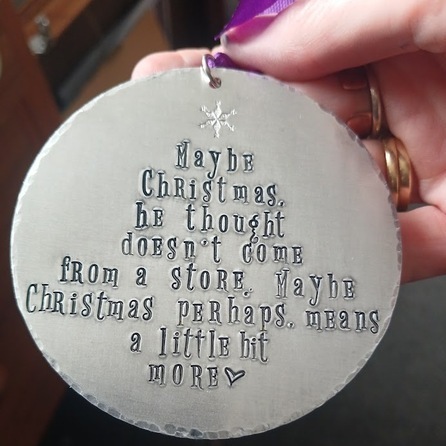 Maybe
Christmas,
he thought
doesn't come
from a store. Maybe
Christmas perhaps, means
a little bit
more